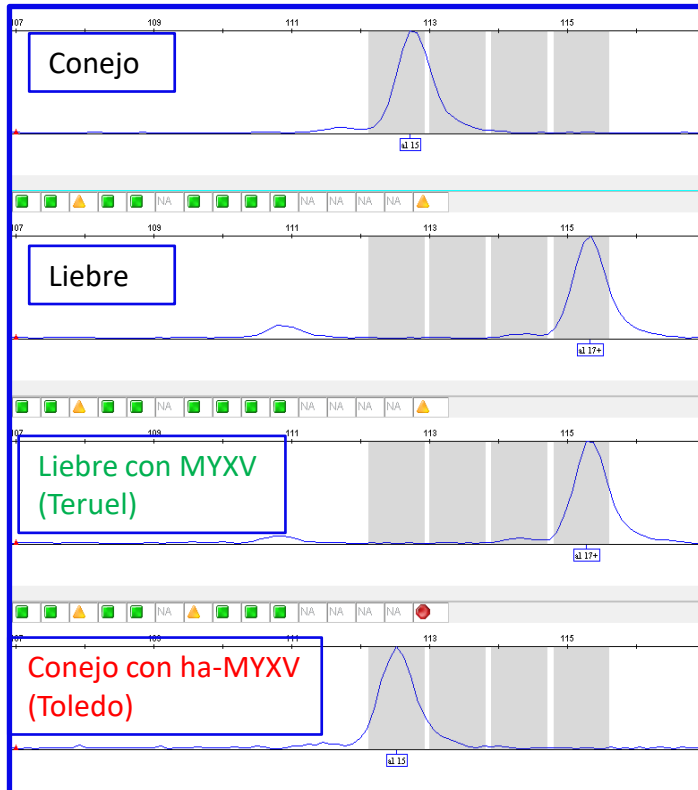 107 109 111 113 115
Conejo
al 15
NA NA NA NA NA
107 109 111 113 115
Liebre
al 17+
NA NA NA NA NA
107 109 111 113 115
Liebre con MYXV
(Teruel)
al 17+
NA NA NA NA NA
107 109 111 113 115
Conejo con ha-MYXV
(Toledo)
al 15